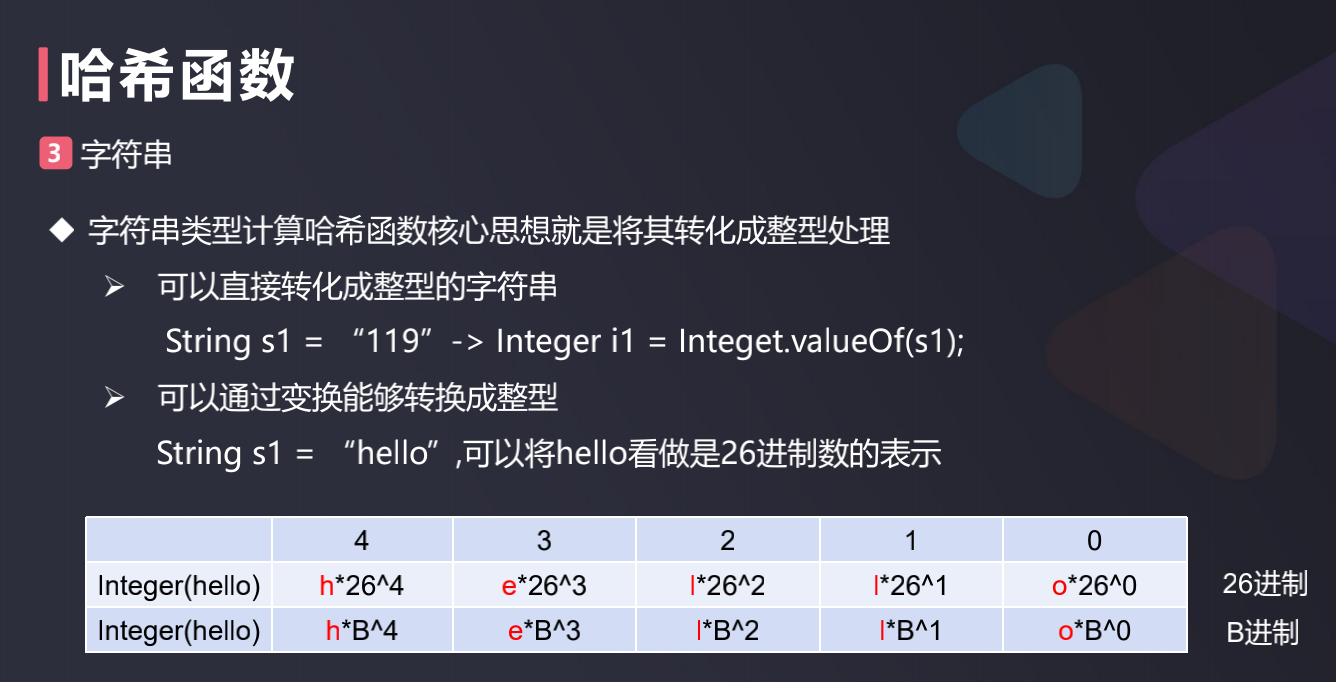 哈希函数
3 字符串
◆ 字符串类型计算哈希函数核心思想就是将其转化成整型处理
➢ 可以直接转化成整型的字符串
String s1 = “119” -> Integer i1 = Integet.valueOf(s1);
➢ 可以通过变换能够转换成整型
String s1 = “hello” ,可以将hello看做是26进制数的表示
4 3 2 1 0
Integer(hello) h*26^4 e*26^3 l*26^2 l*26^1 o*26^0 26进制
Integer(hello) h*B^4 e*B^3 l*B^2 l*B^1 o*B^0 B进制